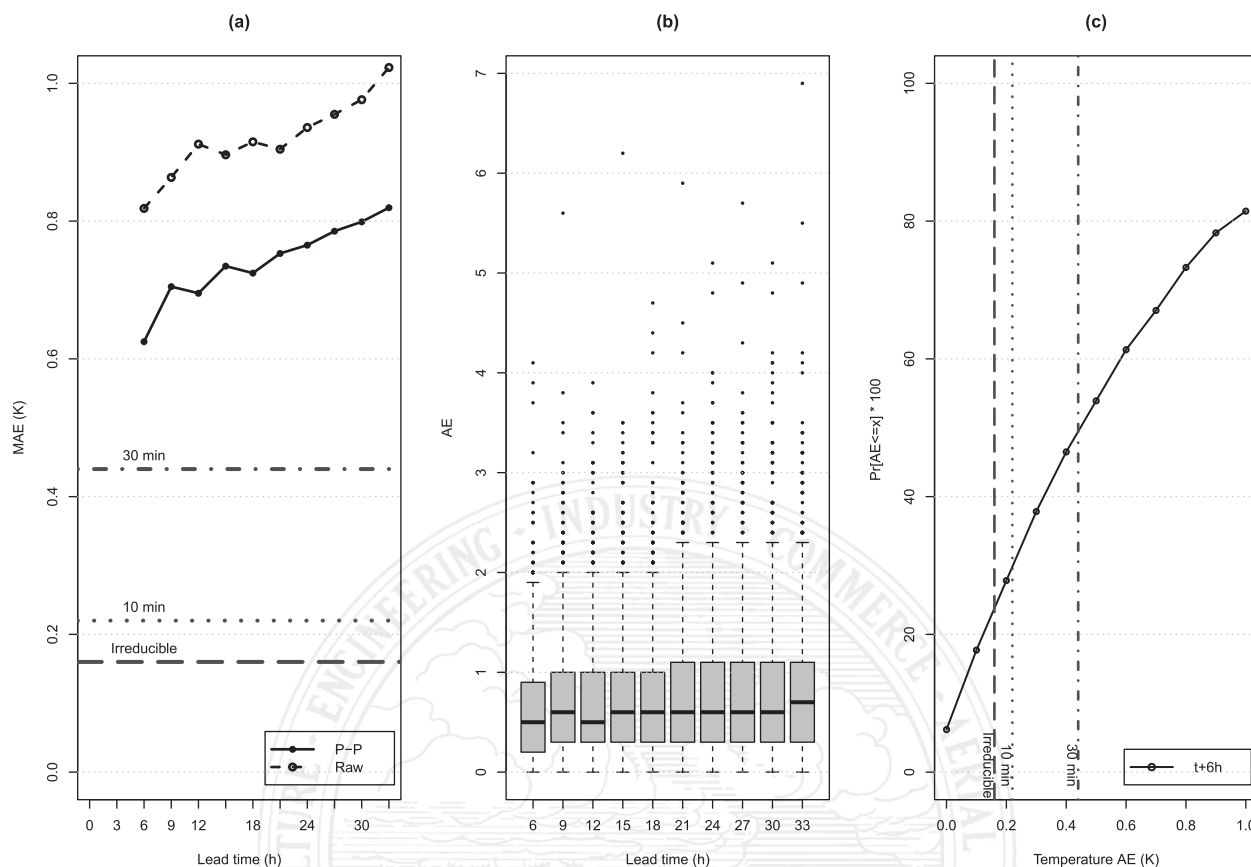 (a)
MAE (K)
1.0
0.8
0.6
0.4
0.2
0.0
30 min
10 min
Irreducible
P−P
Raw
0 3 6 9 12 18 24 30
Lead time (h)
(b)
AE
7
6
5
4
3
2
1
0
6 9 12 15 18 21 24 27 30 33
Lead time (h)
(c)
Pr[AE<=x] * 100
100
80
60
40
20
0
Irreducible
10 min
30 min
t+6h
0.0 0.2 0.4 0.6 0.8 1.0
Temperature AE (K)
ENGINEERING · INDUSTRY · COMMERCE · AERIAL